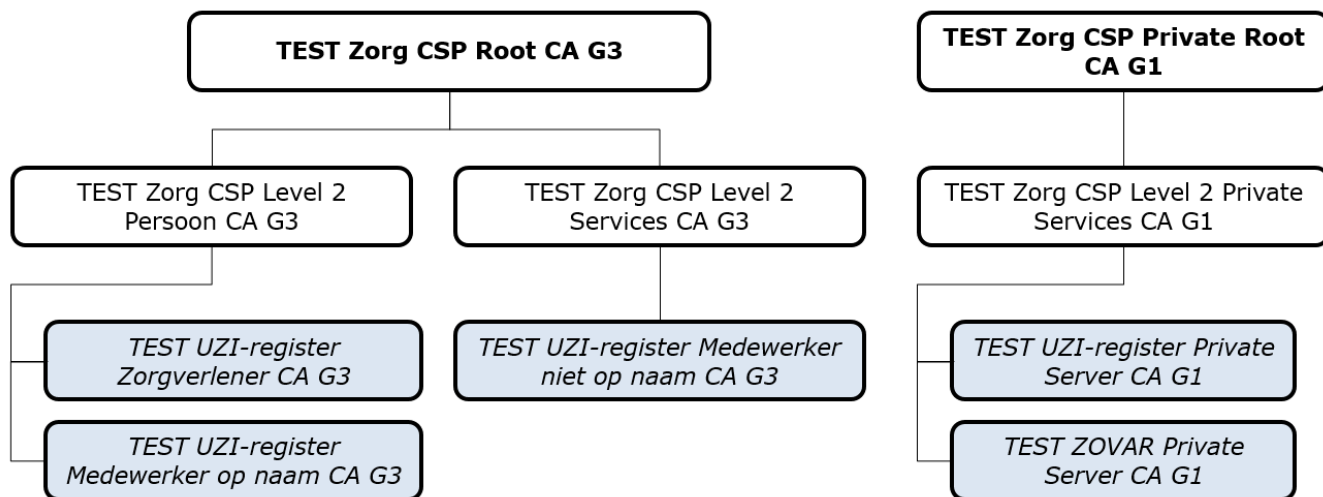 TEST Zorg CSP Root CA G3
TEST Zorg CSP Private Root
CA G1
TEST Zorg CSP Level 2
Persoon CA G3
TEST Zorg CSP Level 2
Services CA G3
TEST Zorg CSP Level 2 Private
Services CA G1
TEST UZI-register
Zorgverlener CA G3
TEST UZI-register Medewerker
niet op naam CA G3
TEST UZI-register Private
Server CA G1
TEST UZI-register
Medewerker op naam CA G3
TEST ZOVAR Private
Server CA G1